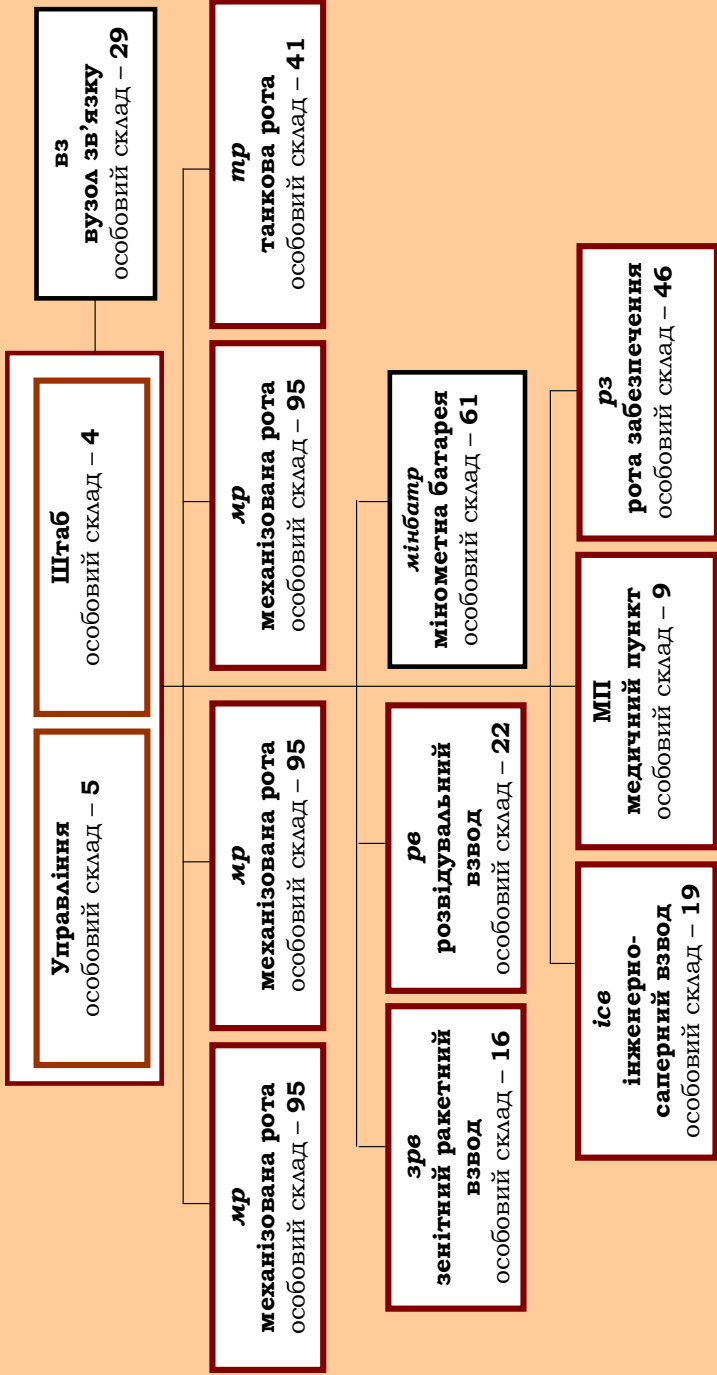 Управління
особовий склад – 5
Штаб
особовий склад – 4
вз
вузол зв’язку
особовий склад – 29
мр
механізована рота
особовий склад – 95
мр
механізована рота
особовий склад – 95
мр
механізована рота
особовий склад – 95
тр
танкова рота
особовий склад – 41
зрв
зенітний ракетний
взвод
особовий склад – 16
рв
розвідувальний
взвод
особовий склад – 22
мінбатр
мінометна батарея
особовий склад – 61
ісв
інженерно-
саперний взвод
особовий склад – 19
МП
медичний пункт
особовий склад – 9
рз
рота забезпечення
особовий склад – 46